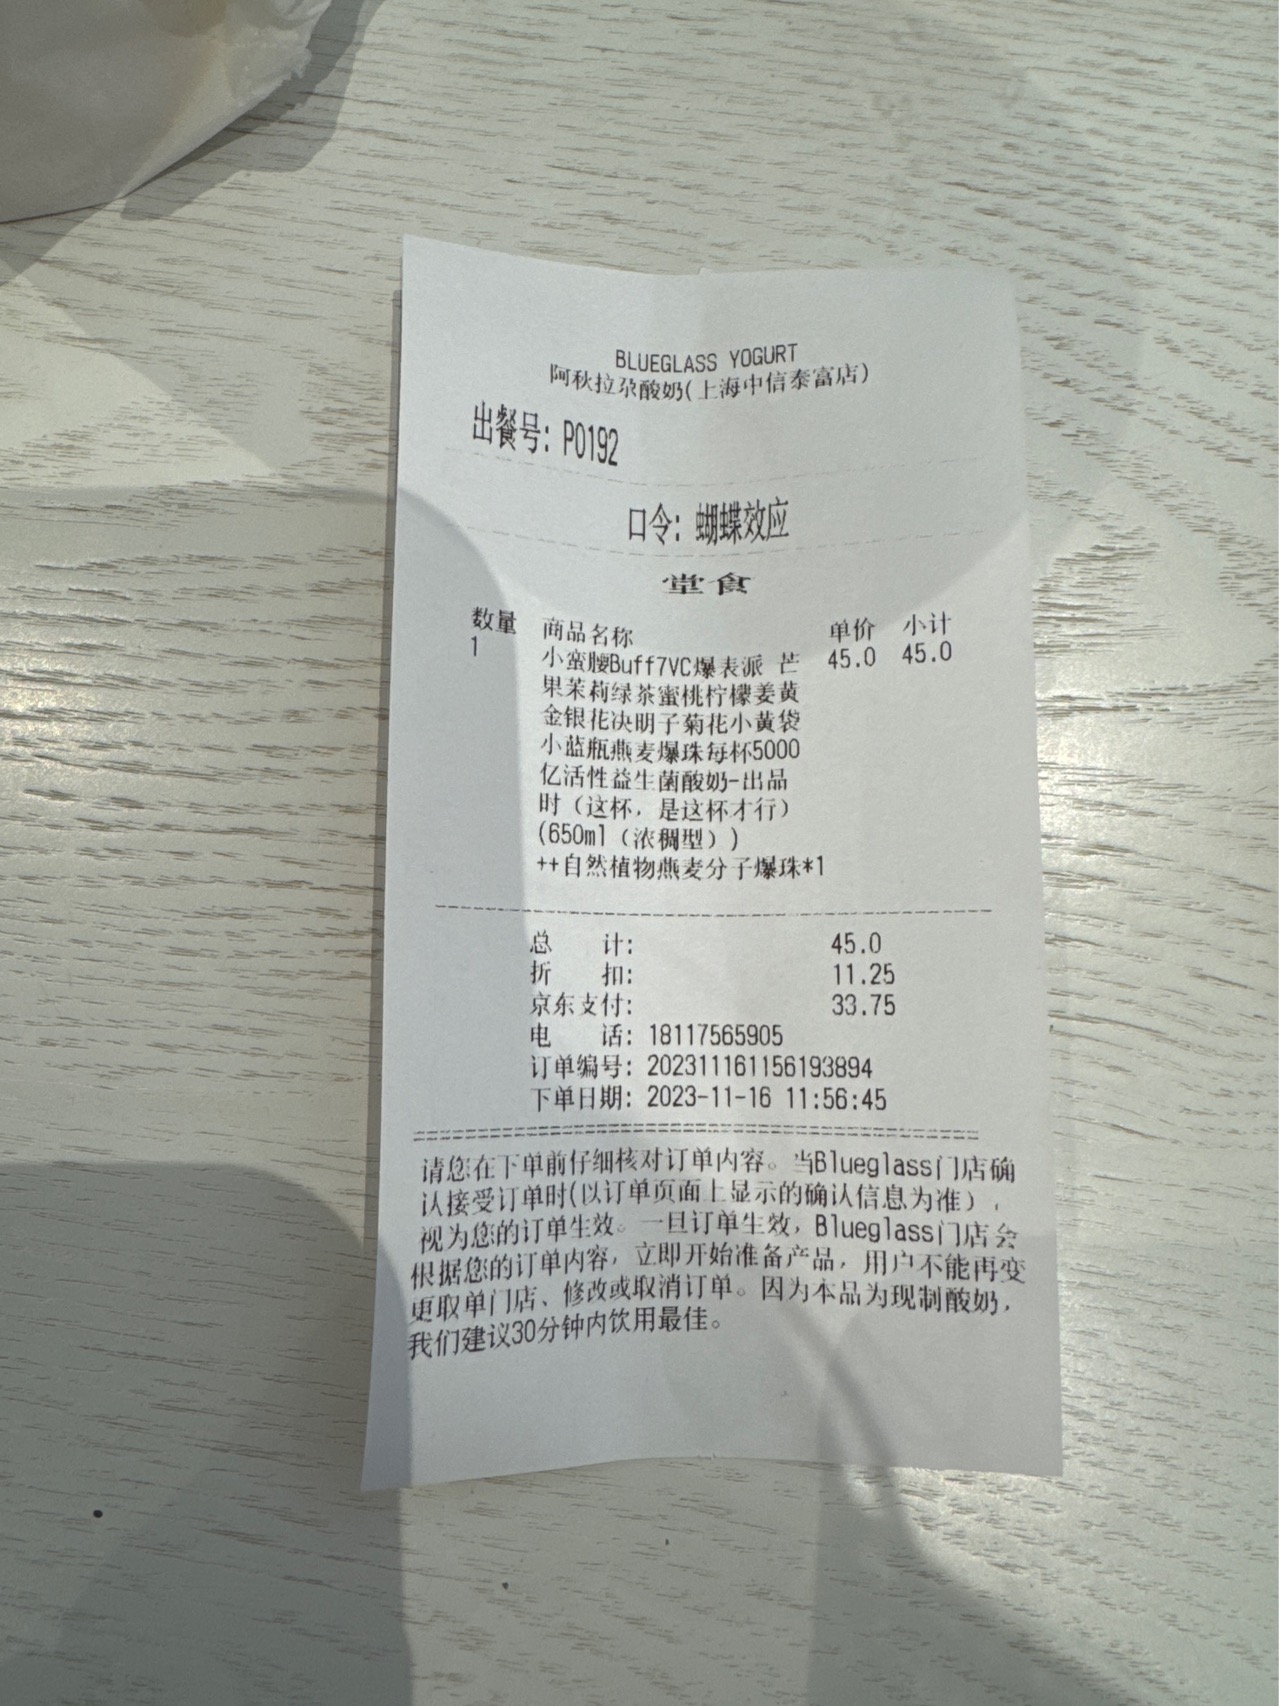 BLUEGLASS YOGURT
阿秋拉尕酸奶(上海中信泰富店)
出餐号: P0192
口令: 蝴蝶效应
堂食
数量 商品名称 单价 小计
1 小蛮腰Buff7VC爆表派 芒 45.0 45.0
果茉莉绿茶蜜桃柠檬姜黄
金银花决明子菊花小黄袋
小蓝瓶燕麦爆珠每杯5000
亿活性益生菌酸奶-出品
时（这杯，是这杯才行）
(650ml（浓稠型）)
++自然植物燕麦分子爆珠*1
总 计: 45.0
折 扣: 11.25
京东支付: 33.75
电 话: 18117565905
订单编号: 202311161156193894
下单日期: 2023-11-16 11:56:45
请您在下单前仔细核对订单内容。当Blueglass门店确
认接受订单时(以订单页面上显示的确认信息为准)，
视为您的订单生效。一旦订单生效，Blueglass门店会
根据您的订单内容，立即开始准备产品，用户不能再变
更取单门店、修改或取消订单。因为本品为现制酸奶，
我们建议30分钟内饮用最佳。